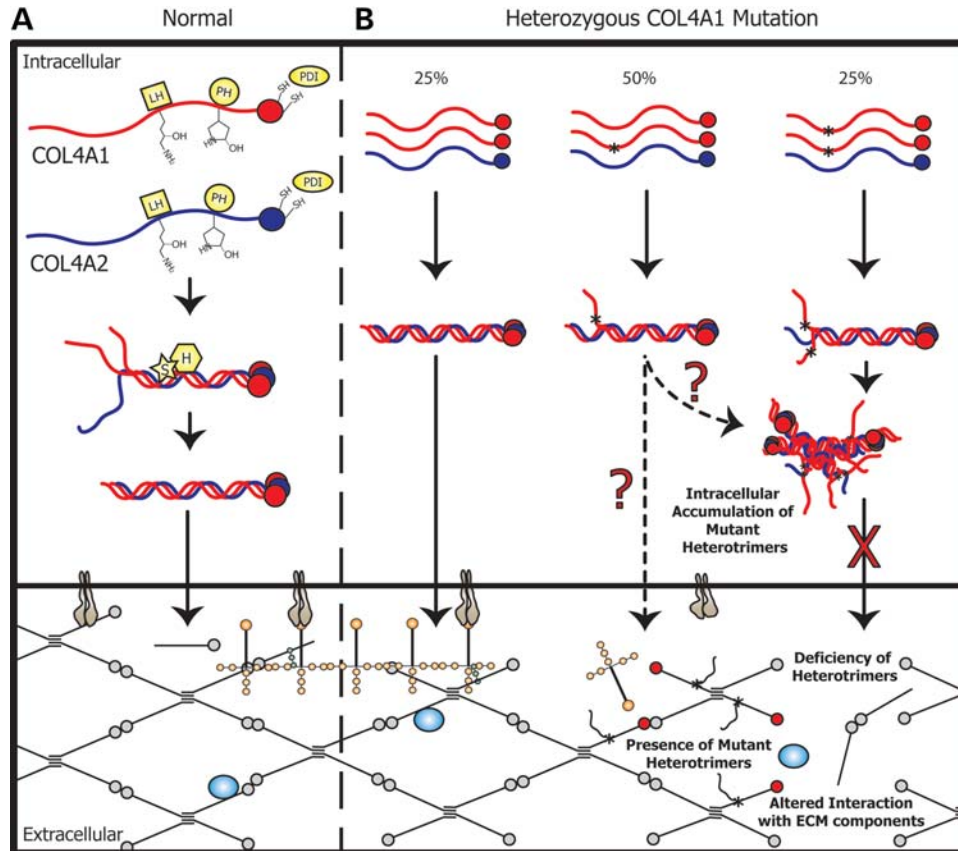 A
Normal
B
Heterozygous COL4A1 Mutation
Intracellular
LH
PH
SH
PDI
SH
OH
NH₂
HN
OH
COL4A1
LH
PH
SH
PDI
SH
OH
NH₂
HN
OH
COL4A2
S
H
25%
50%
25%
*
*
*
*
*
*
?
?
Intracellular
Accumulation of
Mutant
Heterotrimers
X
Deficiency of
Heterotrimers
Presence of Mutant
Heterotrimers
Altered Interaction
with ECM components
Extracellular